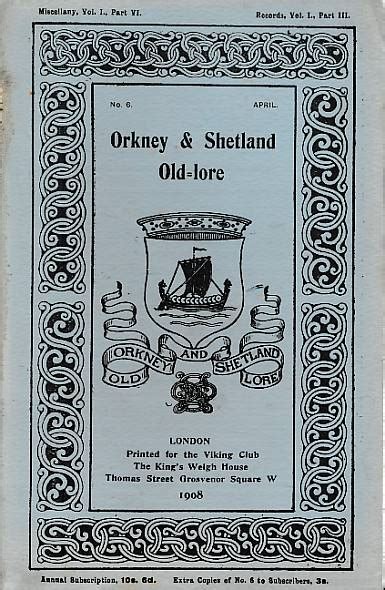 Miscellany, Vol. I., Part VI.
Records, Vol. I., Part III.
No. 6.
APRIL.
Orkney & Shetland
Old=lore
ORKNEY AND SHETLAND
OLD LORE
LONDON
Printed for the Viking Club
The King's Weigh House
Thomas Street Grosvenor Square W
1908
Annual Subscription, 10s. 6d.
Extra Copies of No. 6 to Subscribers, 3s.